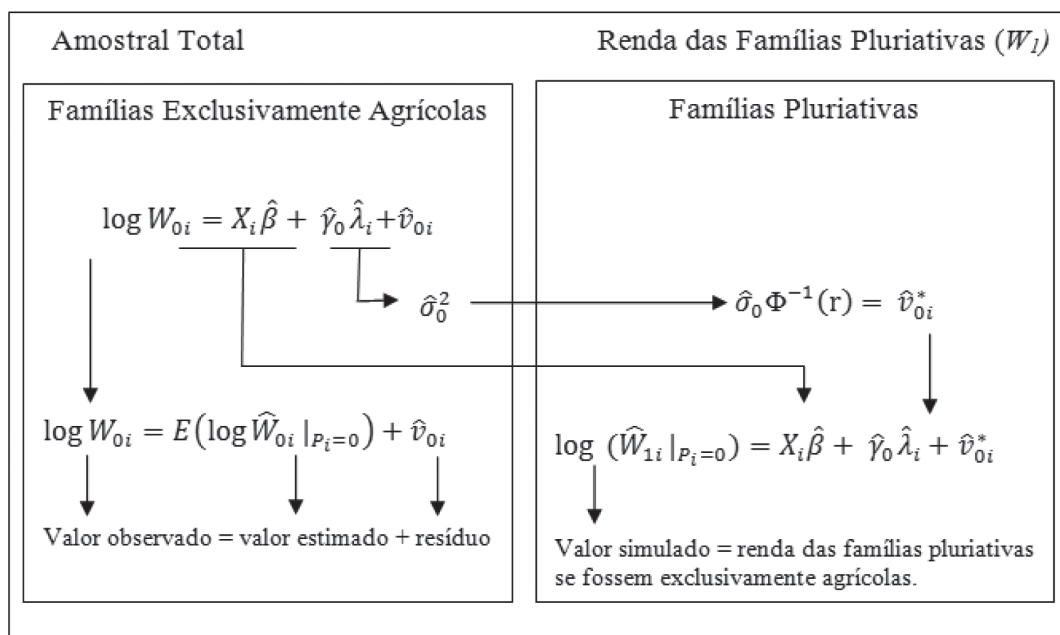 Amostral Total
Renda das Famílias Pluriativas (W₁)
Famílias Exclusivamente Agrícolas
log W₀ᵢ = Xᵢβ̂ + γ̂₀λ̂ᵢ+v̂₀ᵢ
σ̂₀²
log W₀ᵢ = E(log Ŵ₀ᵢ |Pᵢ=0) + v̂₀ᵢ
Valor observado = valor estimado + resíduo
Famílias Pluriativas
σ̂₀Φ⁻¹(r) = v̂₀ᵢ*
log (Ŵ₁ᵢ |Pᵢ=0) = Xᵢβ̂ + γ̂₀λ̂ᵢ + v̂₀ᵢ*
Valor simulado = renda das famílias pluriativas
se fossem exclusivamente agrícolas.